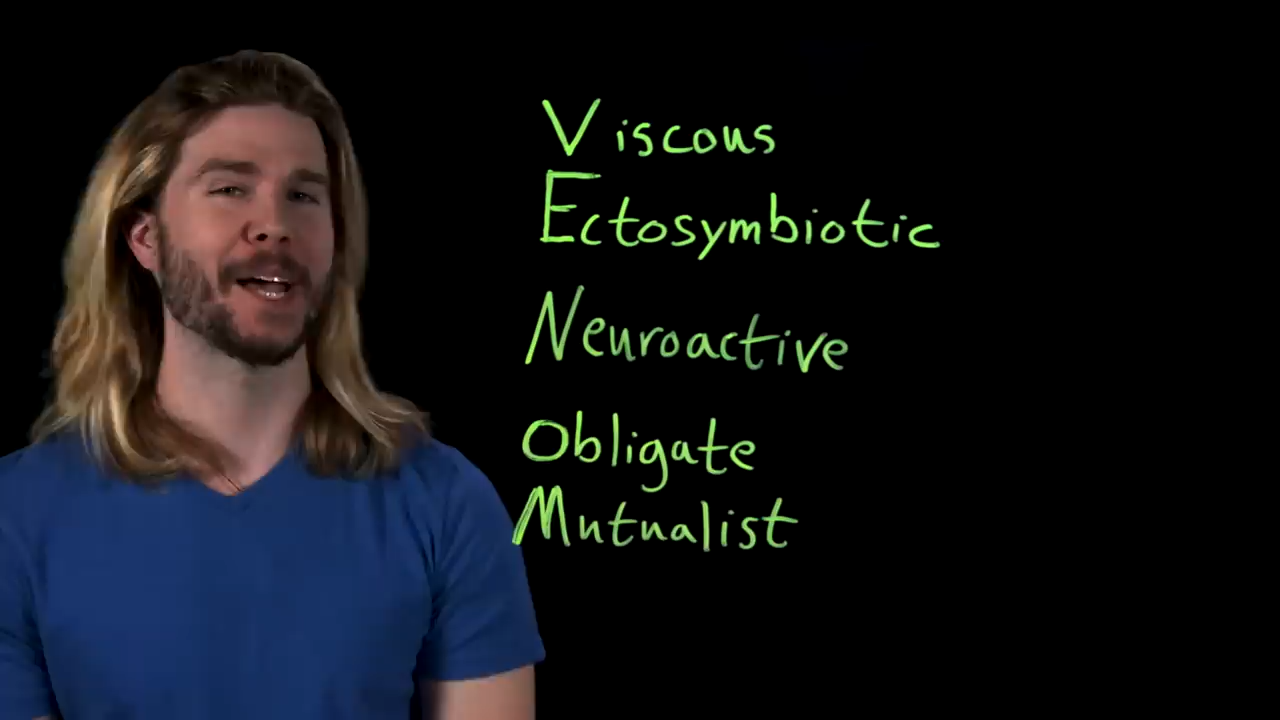 Viscous
Ectosymbiotic
Neuroactive
Obligate
Mutualist